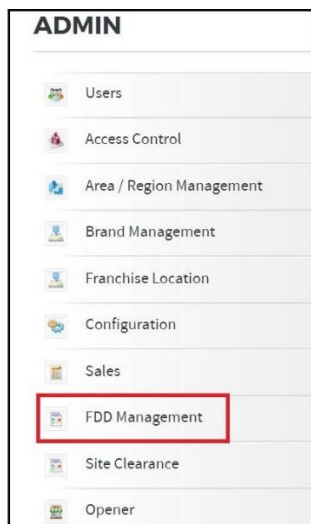 ADMIN
Users
Access Control
Area / Region Management
Brand Management
Franchise Location
Configuration
Sales
FDD Management
Site Clearance
Opener